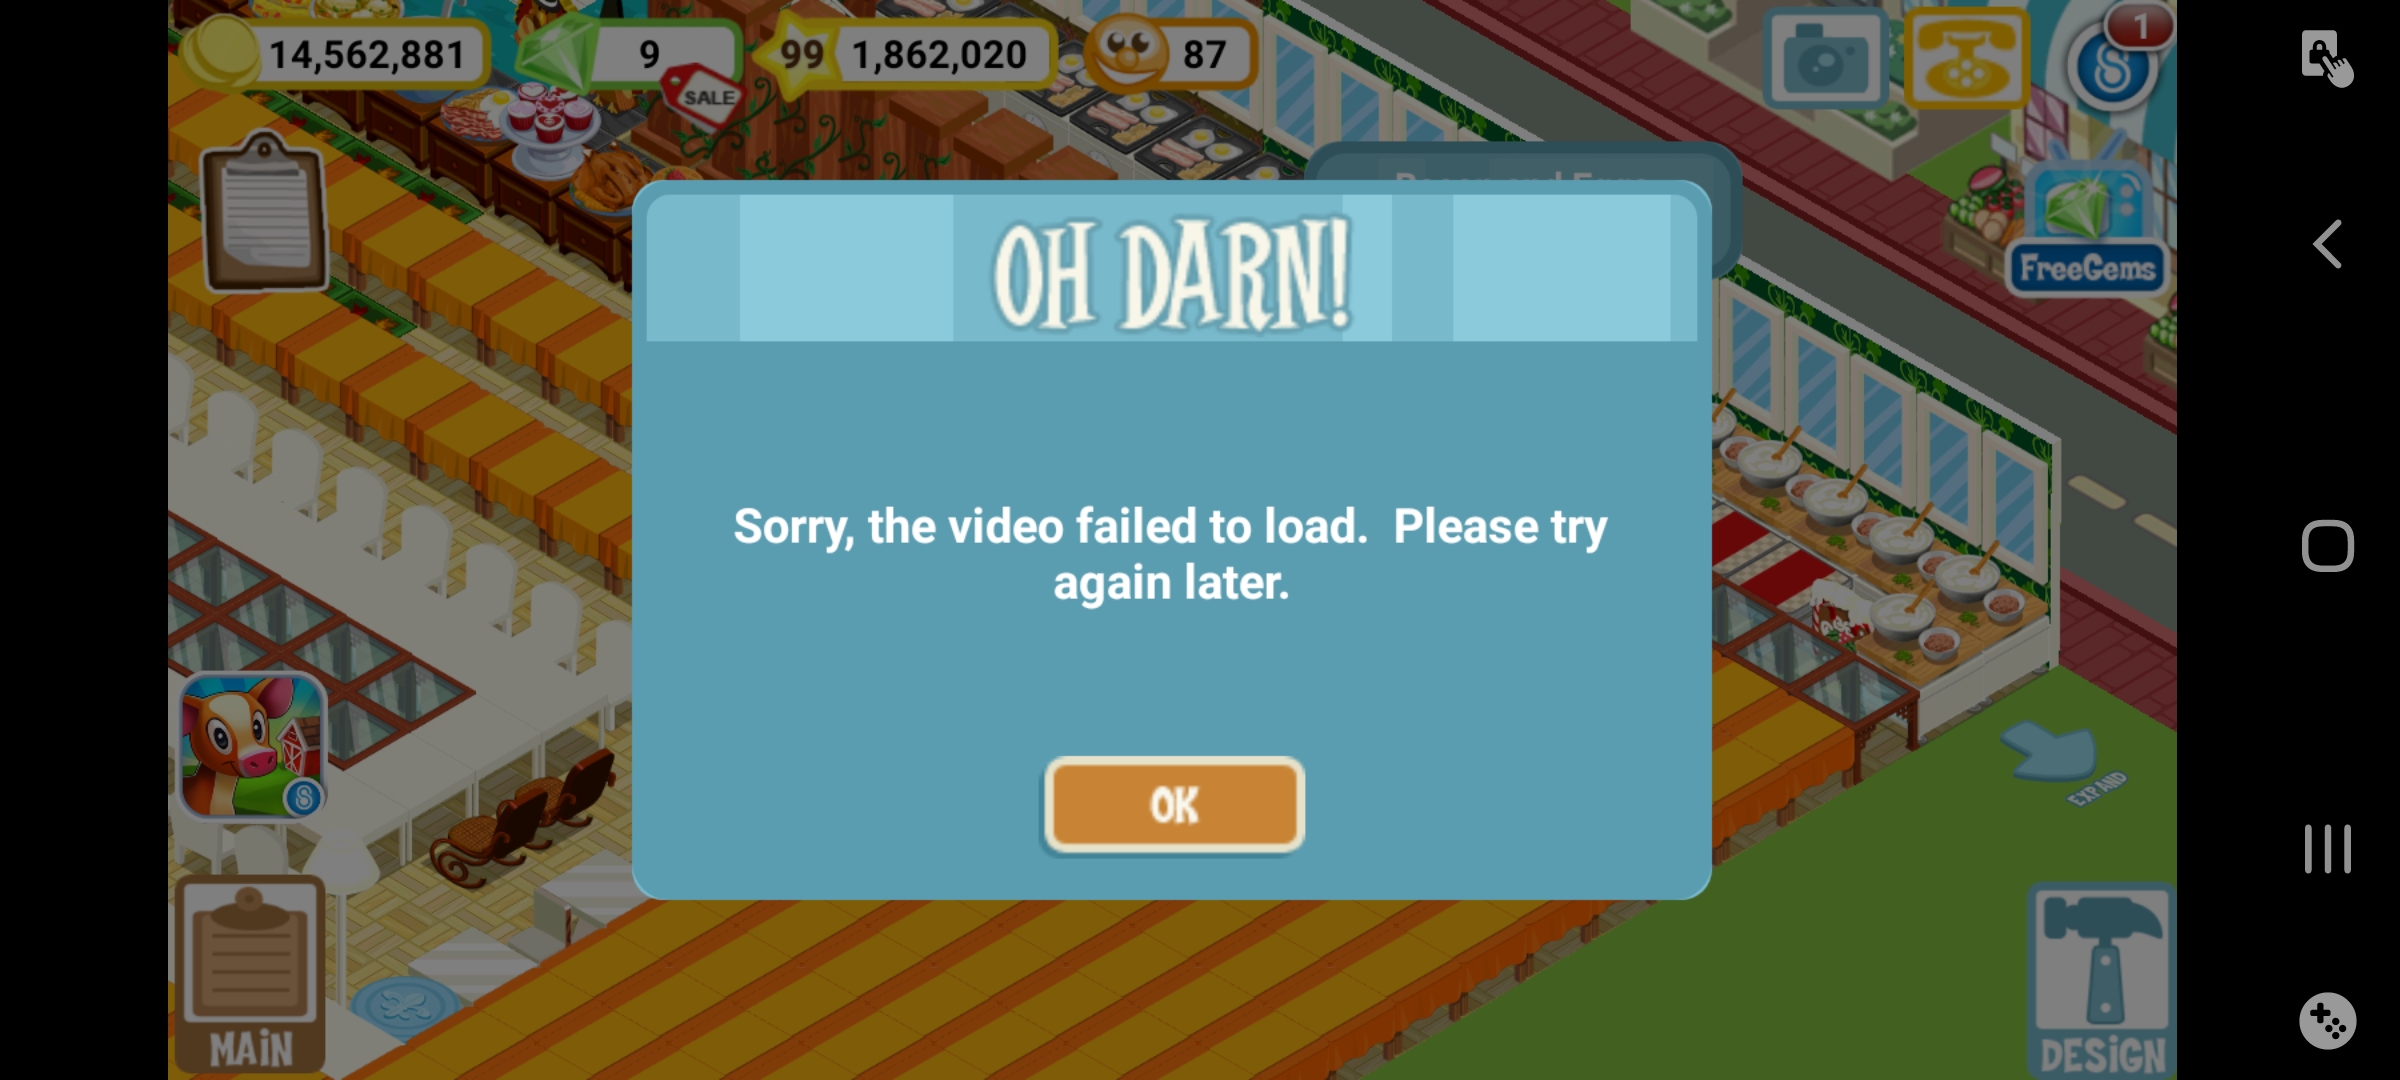 14,562,881
9
SALE
99 1,862,020
87
1
FreeGems
OH DARN!
Sorry, the video failed to load. Please try
again later.
OK
EXPAND
MAIN
DESIGN